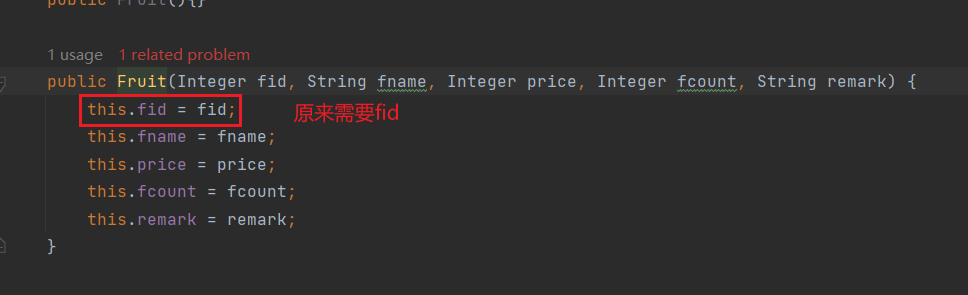 public Fruit(){}
1 usage 1 related problem
public Fruit(Integer fid, String fname, Integer price, Integer fcount, String remark) {
this.fid = fid; 原来需要fid
this.fname = fname;
this.price = price;
this.fcount = fcount;
this.remark = remark;
}